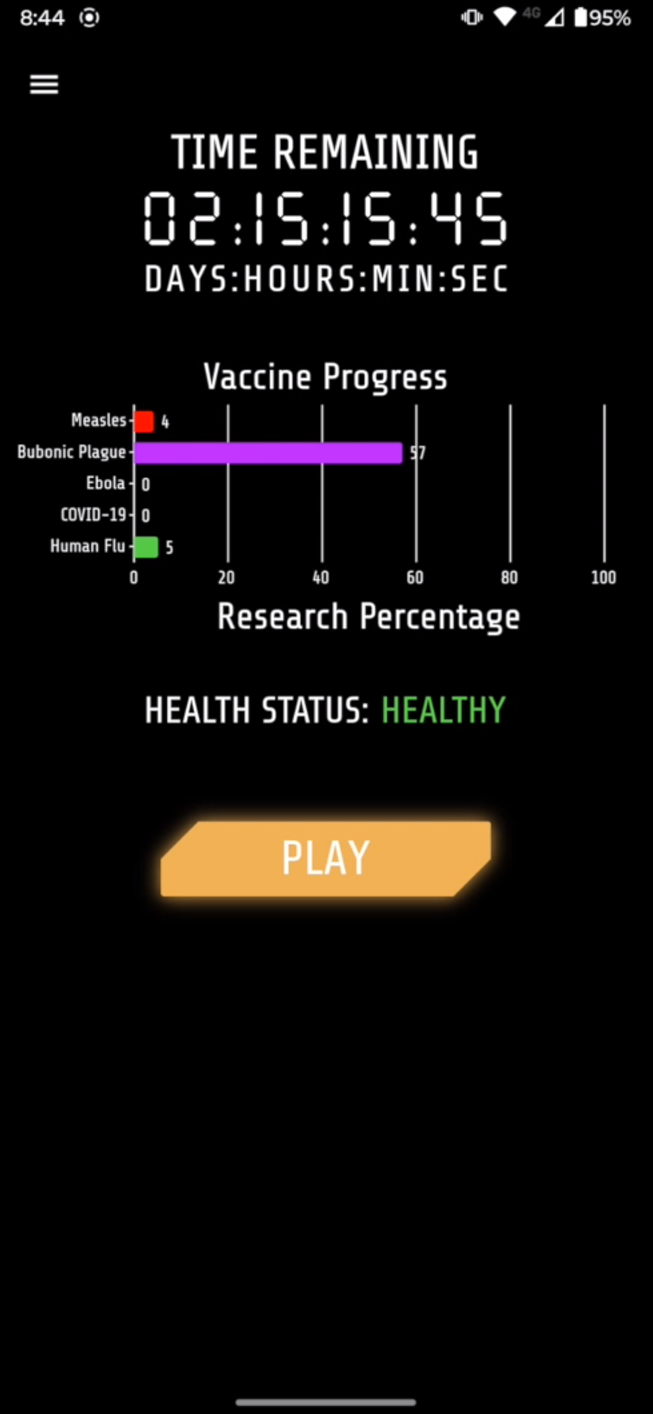 8:44 4G 95%
TIME REMAINING
02:15:15:45
DAYS:HOURS:MIN:SEC
Vaccine Progress
Measles 4
Bubonic Plague 57
Ebola 0
COVID-19 0
Human Flu 5
0 20 40 60 80 100
Research Percentage
HEALTH STATUS: HEALTHY
PLAY